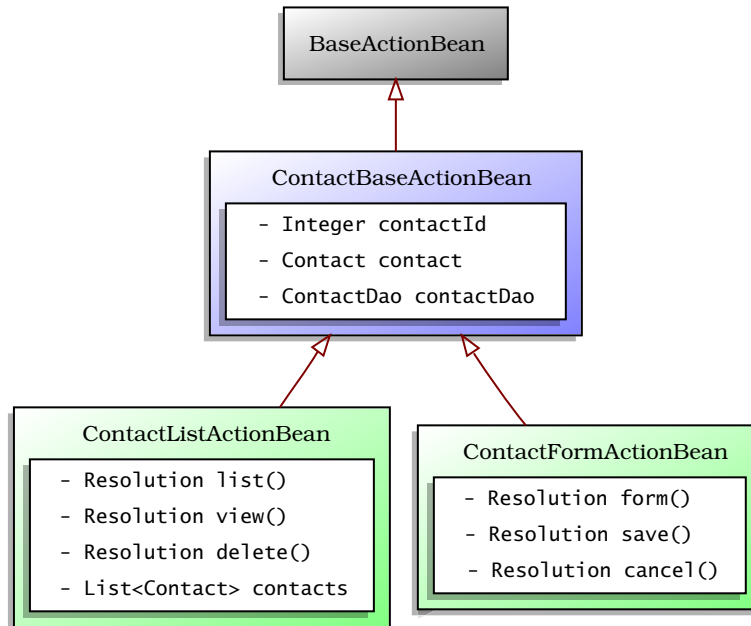 BaseActionBean
ContactBaseActionBean
- Integer contactId
- Contact contact
- ContactDao contactDao
ContactListActionBean
- Resolution list()
- Resolution view()
- Resolution delete()
- List<Contact> contacts
ContactFormActionBean
- Resolution form()
- Resolution save()
- Resolution cancel()